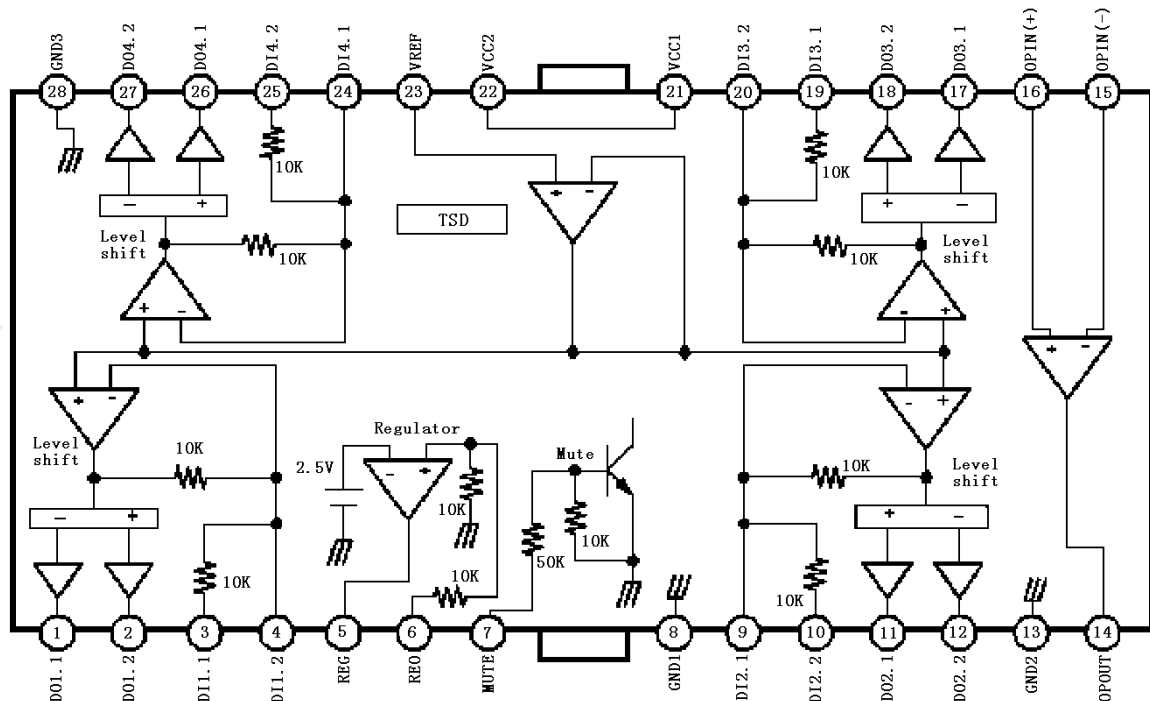 GND3
DO4.2
DO4.1
DI4.2
DI4.1
VREF
VCC2
VCC1
DI3.2
DI3.1
DO3.2
DO3.1
OPIN(+)
OPIN(-)
28
27
26
25
24
23
22
21
20
19
18
17
16
15
10K
10K
- +
+ -
TSD
+ -
Level
shift
10K
10K
Level
shift
+ -
- +
+ -
+ -
- +
Level
shift
10K
Regulator
2.5V
- +
10K
Mute
10K
Level
shift
- +
10K
50K
+ -
10K
10K
10K
1
2
3
4
5
6
7
8
9
10
11
12
13
14
DO1.1
DO1.2
DI1.1
DI1.2
REG
REO
MUTE
GND1
DI2.1
DI2.2
DO2.1
DO2.2
GND2
OPOUT